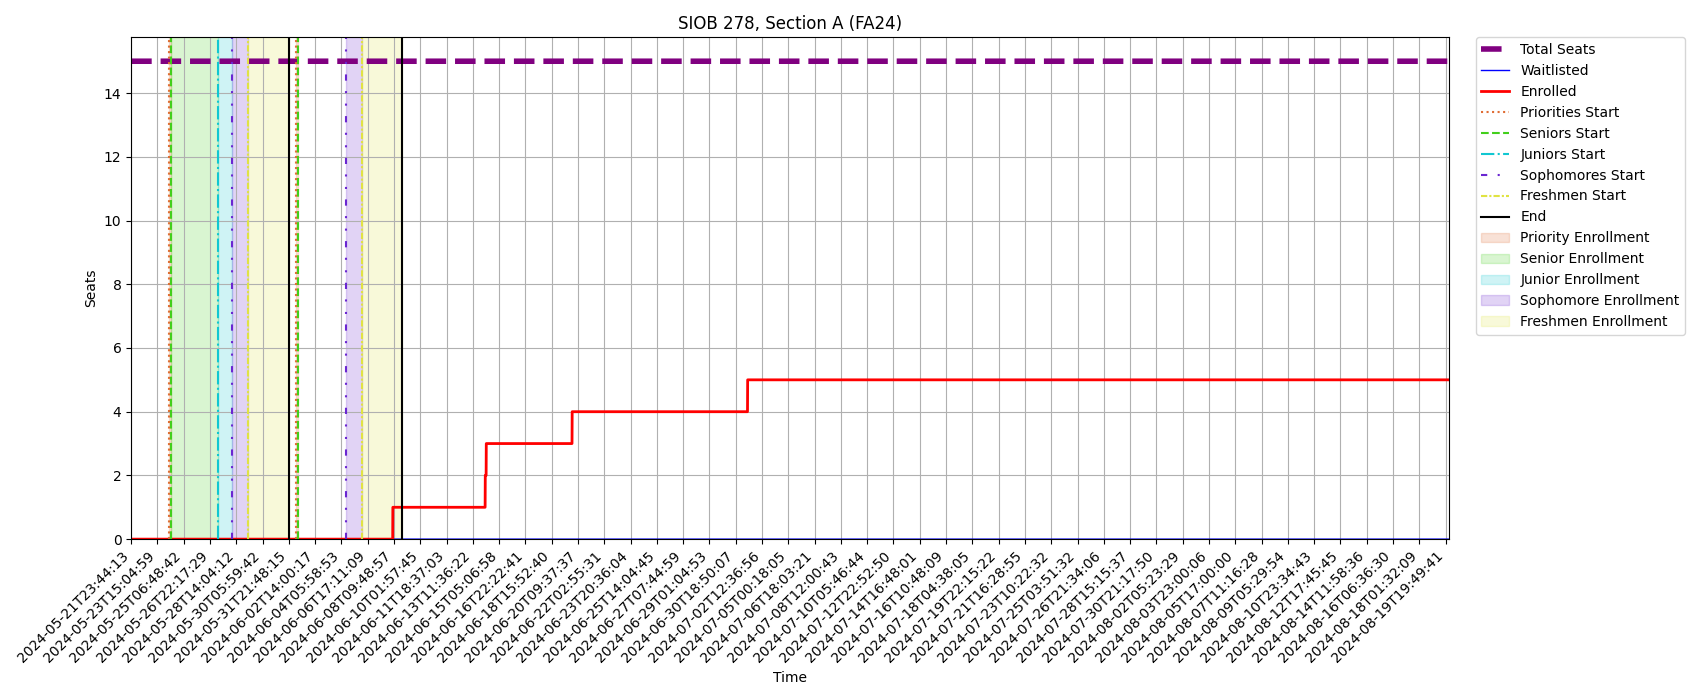 SIOB 278, Section A (FA24)
Total Seats
Waitlisted
Enrolled
Priorities Start
Seniors Start
Juniors Start
Sophomores Start
Freshmen Start
End
Priority Enrollment
Senior Enrollment
Junior Enrollment
Sophomore Enrollment
Freshmen Enrollment
Seats
14
12
10
8
6
4
2
0
2024-05-21T23:44:13
2024-05-23T15:04:59
2024-05-25T06:48:42
2024-05-26T22:17:29
2024-05-28T14:04:12
2024-05-30T05:59:42
2024-05-31T21:48:15
2024-06-02T14:00:17
2024-06-04T05:58:53
2024-06-06T17:11:09
2024-06-08T09:48:57
2024-06-10T01:57:45
2024-06-11T18:37:03
2024-06-13T11:36:22
2024-06-15T05:06:58
2024-06-16T22:22:41
2024-06-18T15:52:40
2024-06-20T09:37:37
2024-06-22T02:55:31
2024-06-23T20:36:04
2024-06-25T14:04:45
2024-06-27T07:44:59
2024-06-29T01:04:53
2024-06-30T18:50:07
2024-07-02T12:36:56
2024-07-05T00:18:05
2024-07-06T18:03:21
2024-07-08T12:00:43
2024-07-10T05:46:44
2024-07-12T22:52:50
2024-07-14T16:48:01
2024-07-16T10:48:09
2024-07-18T04:38:05
2024-07-19T22:15:22
2024-07-21T16:28:55
2024-07-23T10:22:32
2024-07-25T03:51:32
2024-07-26T21:34:06
2024-07-28T15:15:37
2024-07-30T21:17:50
2024-08-02T05:23:29
2024-08-03T23:00:06
2024-08-05T17:00:00
2024-08-07T11:16:28
2024-08-09T05:29:54
2024-08-10T23:34:43
2024-08-12T17:45:45
2024-08-14T11:58:36
2024-08-16T06:36:30
2024-08-18T01:32:09
2024-08-19T19:49:41
Time